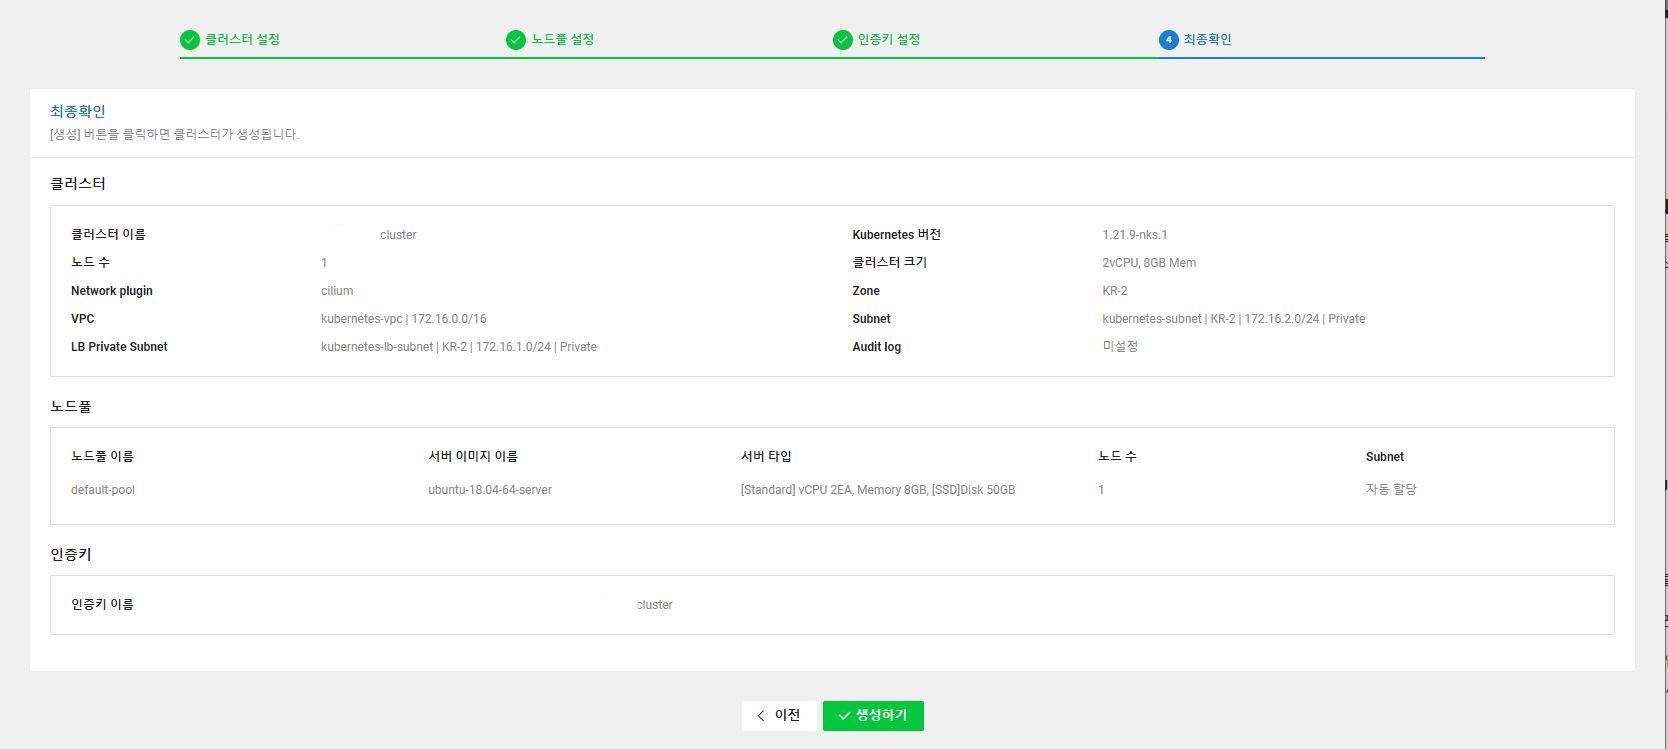 클러스터 설정
노드풀 설정
인증키 설정
4 최종확인
최종확인
[생성] 버튼을 클릭하면 클러스터가 생성됩니다.
클러스터
클러스터 이름 cluster Kubernetes 버전 1.21.9-nks.1
노드 수 1 클러스터 크기 2vCPU, 8GB Mem
Network plugin cilium Zone KR-2
VPC kubernetes-vpc | 172.16.0.0/16 Subnet kubernetes-subnet | KR-2 | 172.16.2.0/24 | Private
LB Private Subnet kubernetes-lb-subnet | KR-2 | 172.16.1.0/24 | Private Audit log 미설정
노드풀
노드풀 이름 서버 이미지 이름 서버 타입 노드 수 Subnet
default-pool ubuntu-18.04-64-server [Standard] vCPU 2EA, Memory 8GB, [SSD]Disk 50GB 1 자동 할당
인증키
인증키 이름 cluster
이전 생성하기